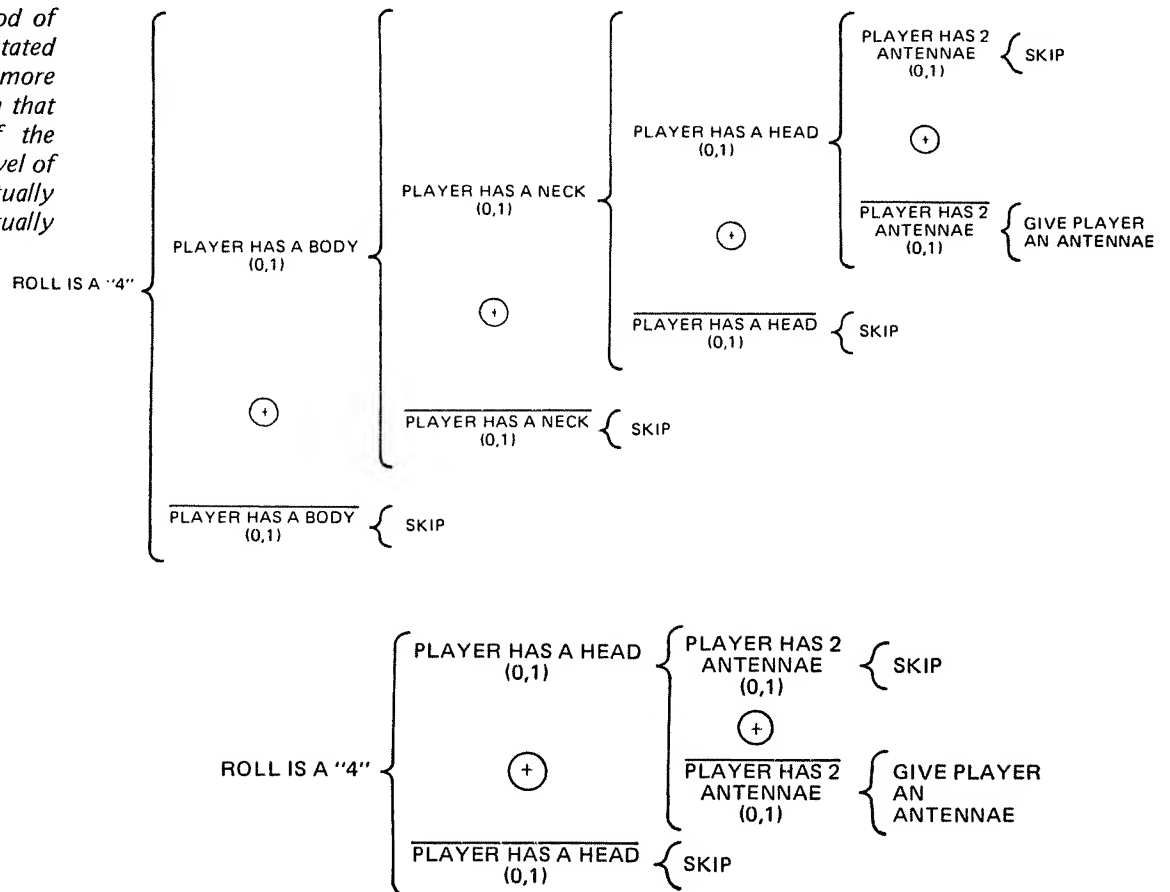 od of
tated
more
that
f the
vel of
tually
tually
ROLL IS A "4"
PLAYER HAS A BODY
(0,1)
+
PLAYER HAS A BODY
(0,1)
SKIP
PLAYER HAS A NECK
(0,1)
+
PLAYER HAS A NECK
(0,1)
SKIP
PLAYER HAS A HEAD
(0,1)
+
PLAYER HAS A HEAD
(0,1)
SKIP
PLAYER HAS 2
ANTENNAE
(0,1)
SKIP
+
PLAYER HAS 2
ANTENNAE
(0,1)
GIVE PLAYER
AN ANTENNAE
ROLL IS A "4"
PLAYER HAS A HEAD
(0,1)
+
PLAYER HAS A HEAD
(0,1)
SKIP
PLAYER HAS 2
ANTENNAE
(0,1)
SKIP
+
PLAYER HAS 2
ANTENNAE
(0,1)
GIVE PLAYER
AN
ANTENNAE